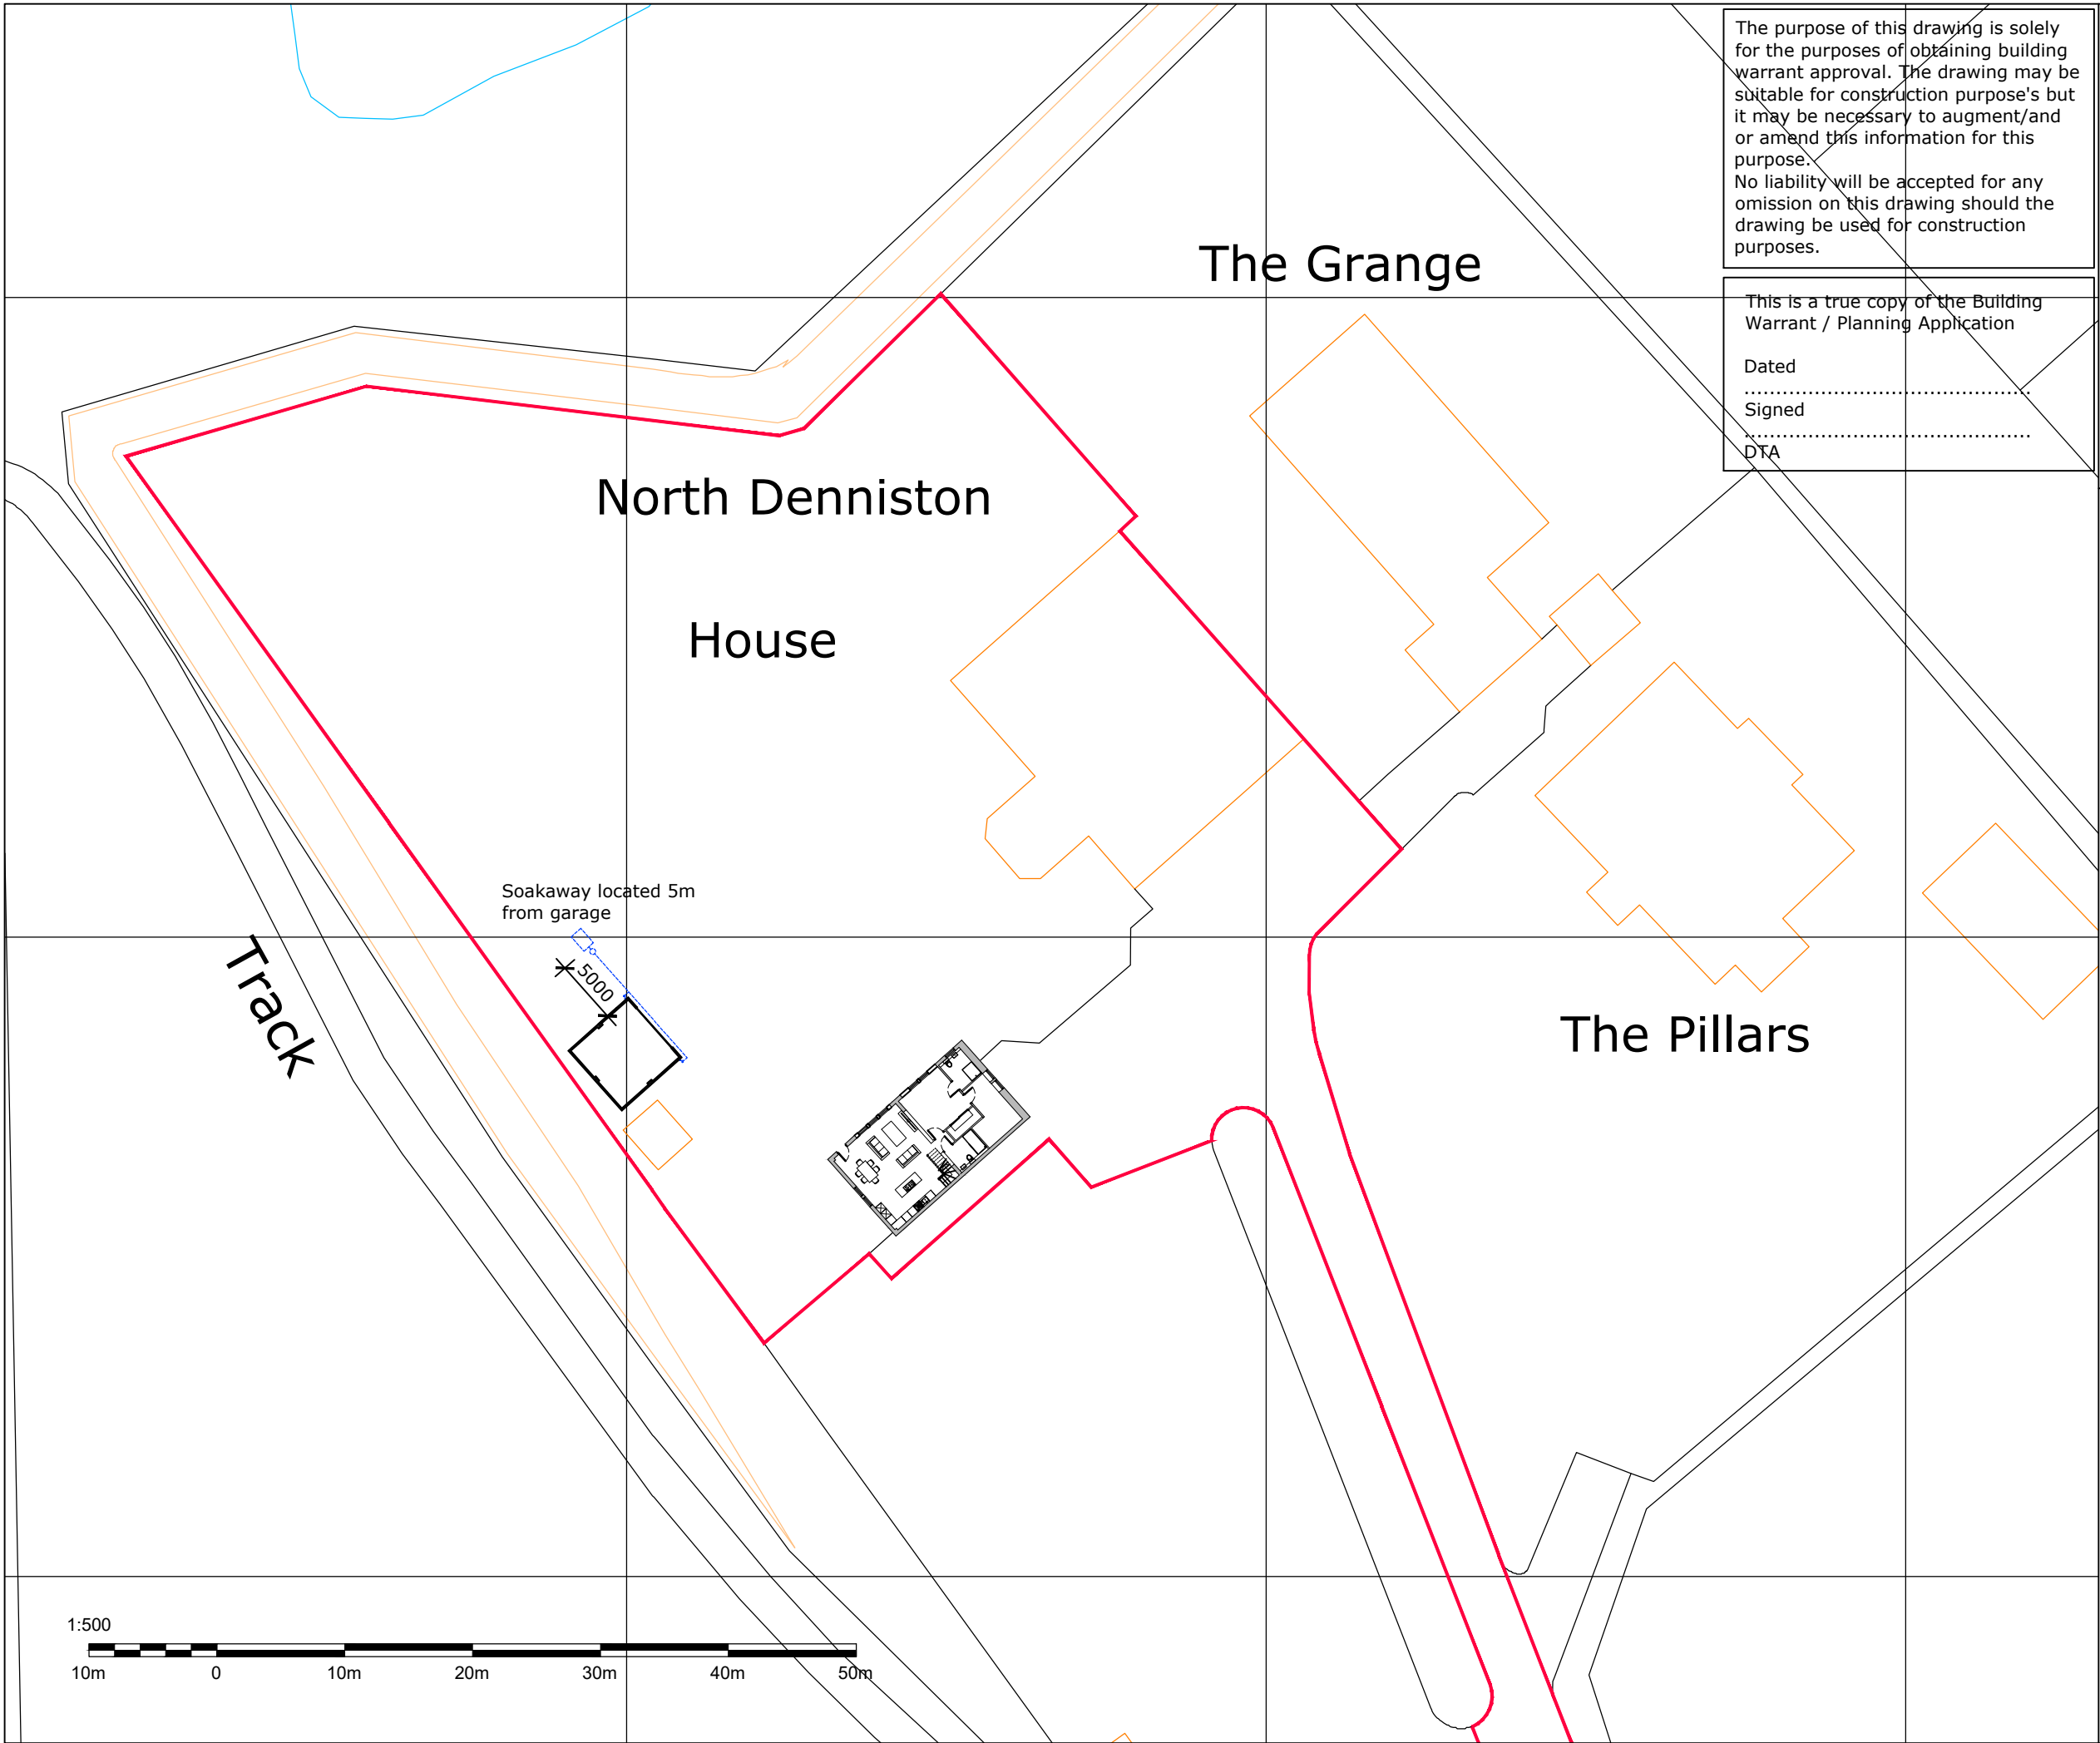 The purpose of this drawing is solely
for the purposes of obtaining building
warrant approval. The drawing may be
suitable for construction purpose's but
it may be necessary to augment/and
or amend this information for this
purpose.
No liability will be accepted for any
omission on this drawing should the
drawing be used for construction
purposes.
This is a true copy of the Building
Warrant / Planning Application
Dated
..............................................
Signed
..............................................
DTA
The Grange
North Denniston
House
Soakaway located 5m
from garage
5000
Track
The Pillars
1:500
10m 0 10m 20m 30m 40m 50m